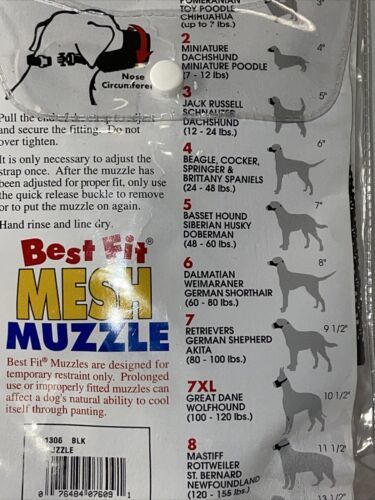 POMERANIAN
TOY POODLE
CHIHUAHUA
3"
2
MINIATURE
DACHSHUND
MINIATURE POODLE
(7 - 12 lbs)
4"
Nose
3
JACK RUSSELL
SCHNAUZER
DACHSHUND
(12 - 24 lbs.)
5"
and secure the fitting. Do not
over tighten.
4
BEAGLE, COCKER,
SPRINGER &
BRITTANY SPANIELS
(24 - 48 lbs.)
6"
It is only necessary to adjust the
strap once. After the muzzle has
been adjusted for proper fit, only use
the quick release buckle to remove
or to put the muzzle on again.
Hand rinse and line dry.
5
BASSET HOUND
SIBERIAN HUSKY
DOBERMAN
(48 - 60 lbs.)
7"
Best Fit®
MESH
MUZZLE
6
DALMATIAN
WEIMARANER
GERMAN SHORTHAIR
(60 - 80 lbs.)
8"
7
RETRIEVERS
GERMAN SHEPHERD
AKITA
(80 - 100 lbs.)
9 1/2"
Best Fit® Muzzles are designed for
temporary restraint only. Prolonged
use or improperly fitted muzzles can
affect a dog's natural ability to cool
itself through panting.
7XL
GREAT DANE
WOLFHOUND
(100 - 120 lbs.)
10 1/2"
1306 BLK
UZZLE
0 76484 07609 1
8
MASTIFF
ROTTWEILER
ST. BERNARD
NEWFOUNDLAND
(120 - 155 lbs.)
11 1/2"
13 1/2"